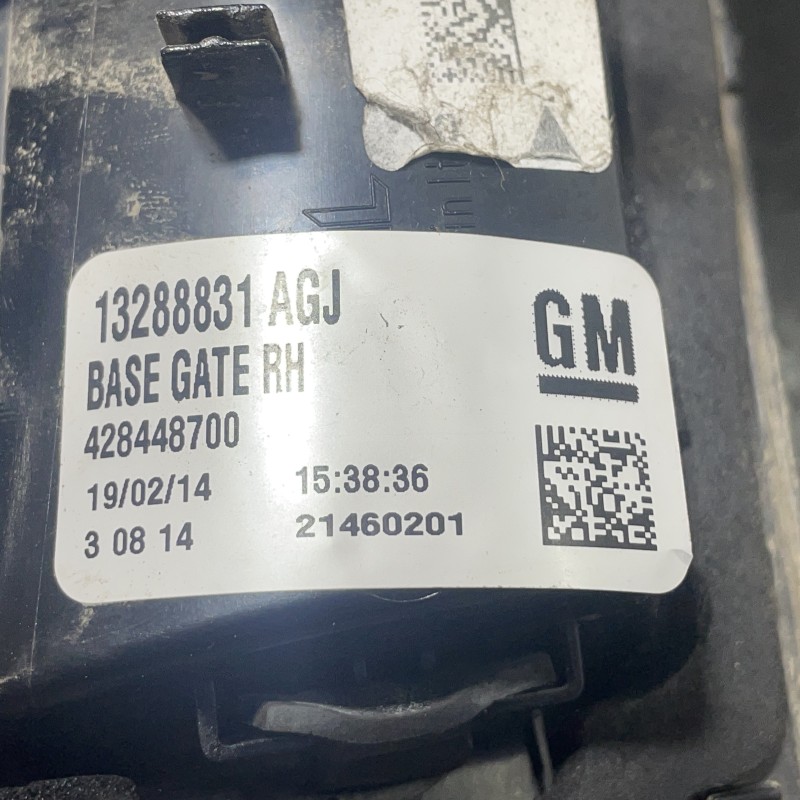 13288831 AGJ
GM
BASE GATE RH
428448700
19/02/14 15:38:36
3 08 14 21460201